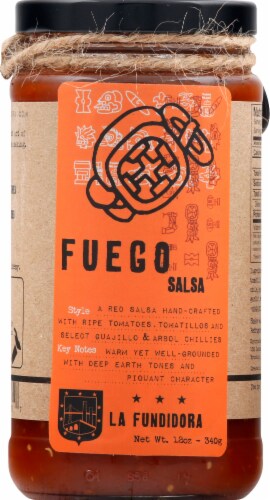 FUEGO
SALSA
Style A RED SALSA HAND-CRAFTED
WITH RIPE TOMATOES, TOMATILLOS AND
SELECT GUAJILLO & ARBOL CHILLIES
Key Notes WARM YET WELL-GROUNDED
WITH DEEP EARTH TONES AND
PIQUANT CHARACTER
LA FUNDIDORA
Net Wt. 12oz - 340g